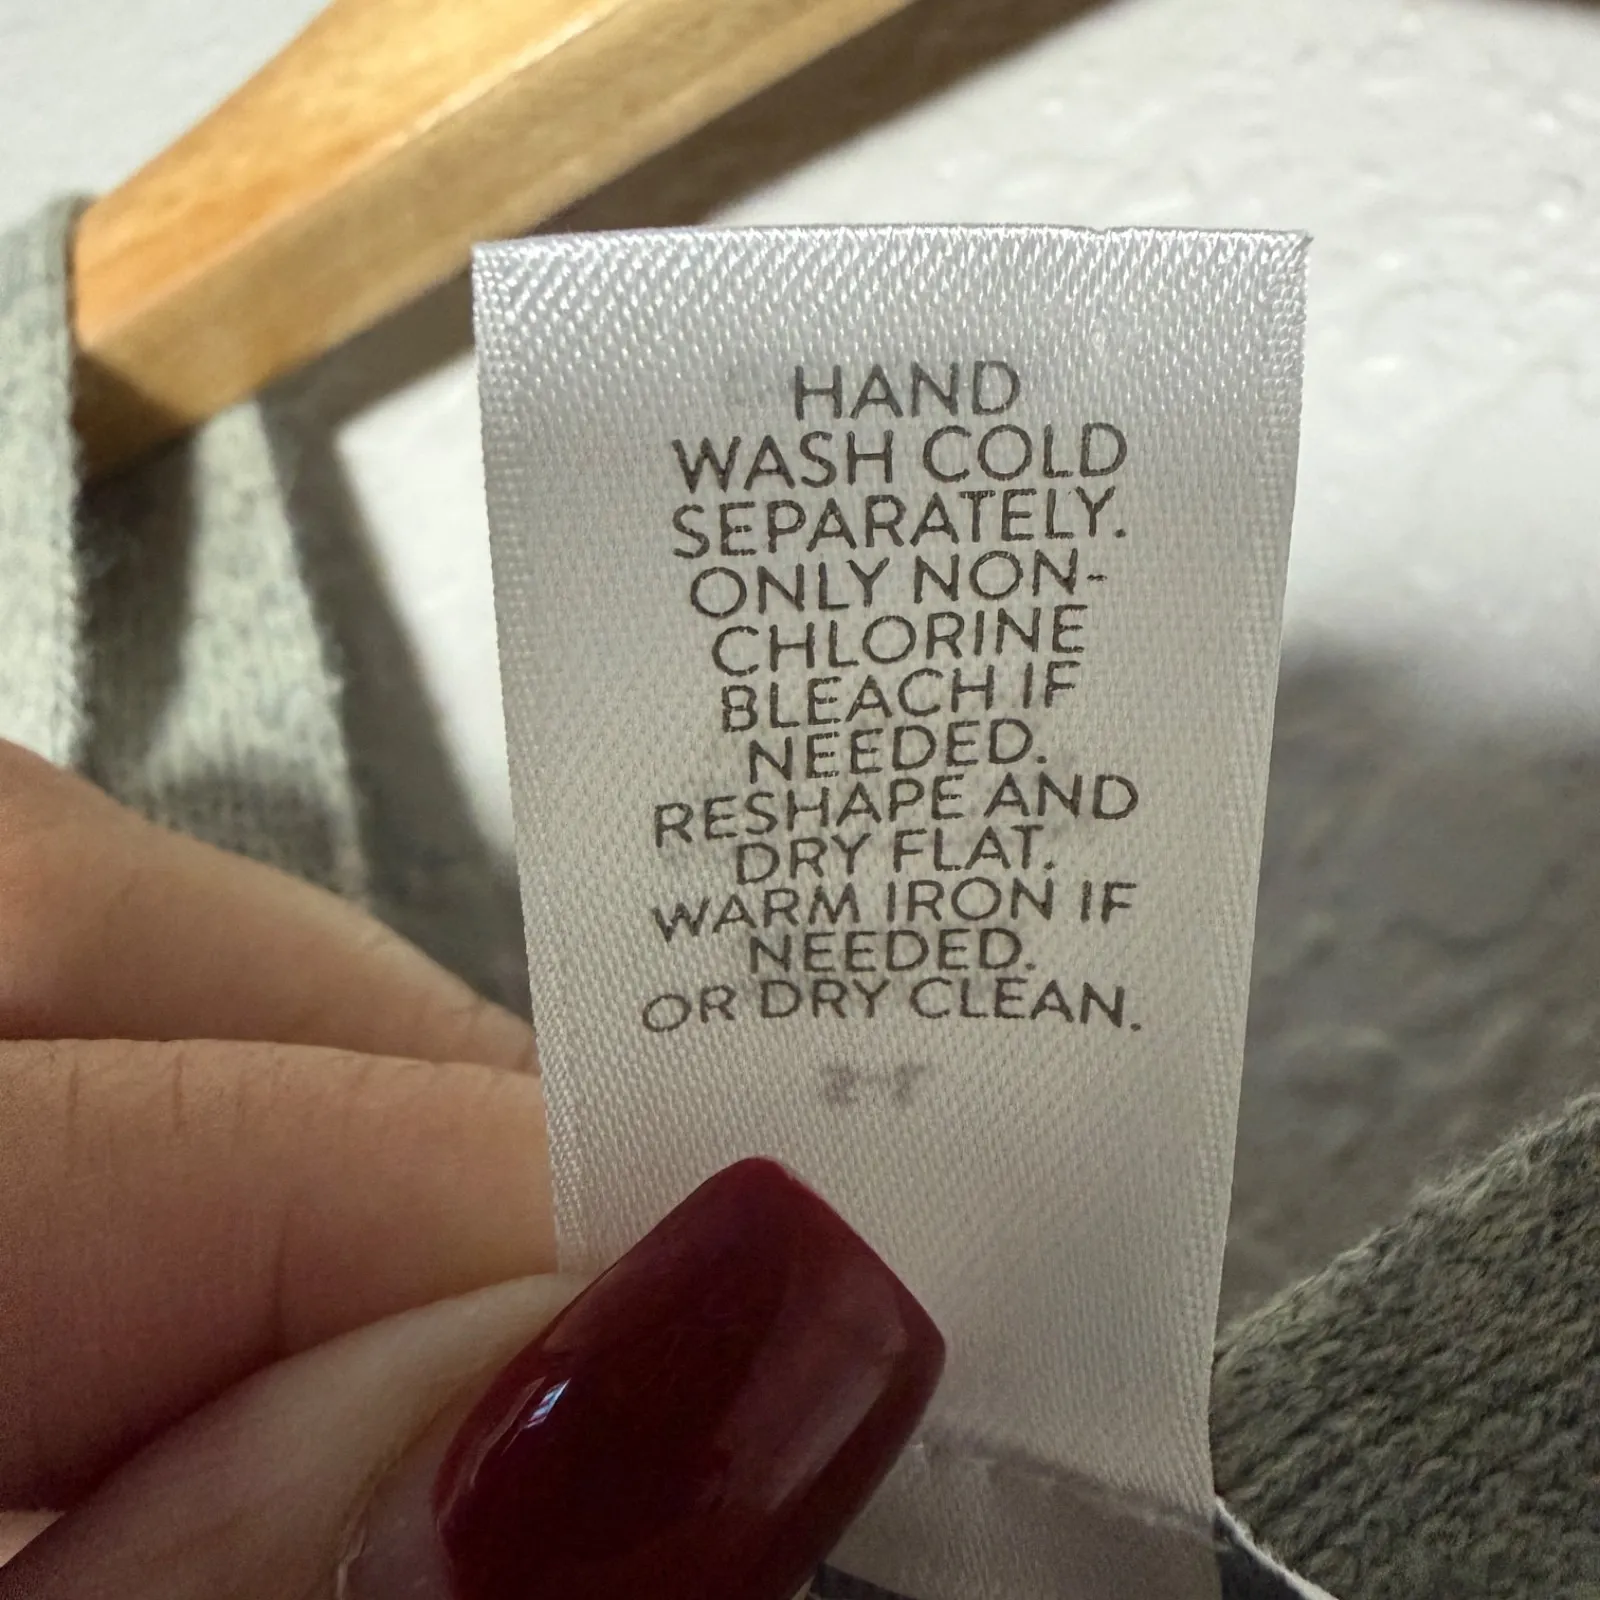 HAND
WASH COLD
SEPARATELY.
ONLY NON-
CHLORINE
BLEACH IF
NEEDED.
RESHAPE AND
DRY FLAT.
WARM IRON IF
NEEDED.
OR DRY CLEAN.